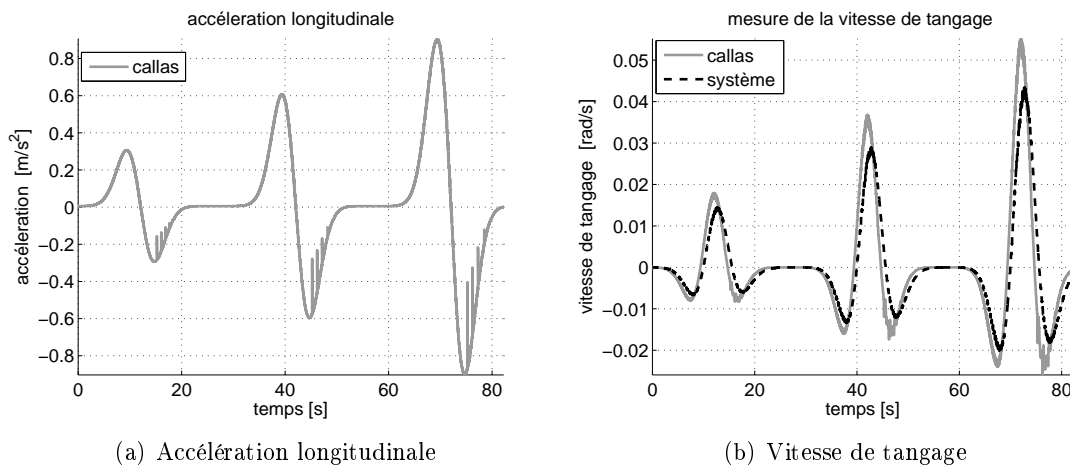 accéleration longitudinale
callas
0.8
0.6
0.4
0.2
0
−0.2
−0.4
−0.6
−0.8
accéleration [m/s²]
0 20 40 60 80
temps [s]
(a) Accélération longitudinale
mesure de la vitesse de tangage
callas
système
0.05
0.04
0.03
0.02
0.01
0
−0.01
−0.02
vitesse de tangage [rad/s]
0 20 40 60 80
temps [s]
(b) Vitesse de tangage